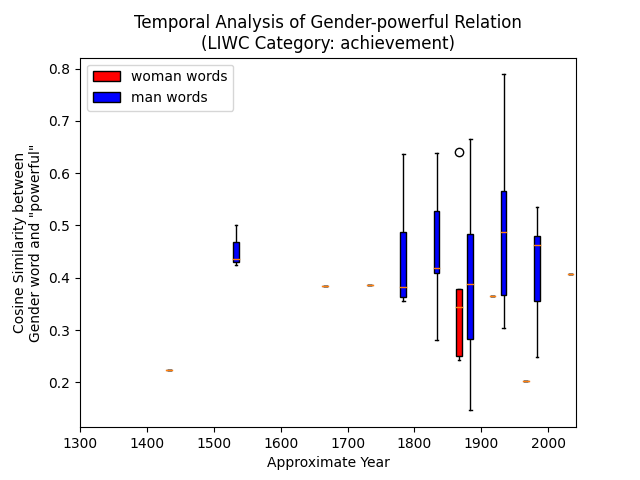 Temporal Analysis of Gender-powerful Relation
(LIWC Category: achievement)
woman words
man words
Cosine Similarity between
Gender word and "powerful"
0.8
0.7
0.6
0.5
0.4
0.3
0.2
1300 1400 1500 1600 1700 1800 1900 2000
Approximate Year